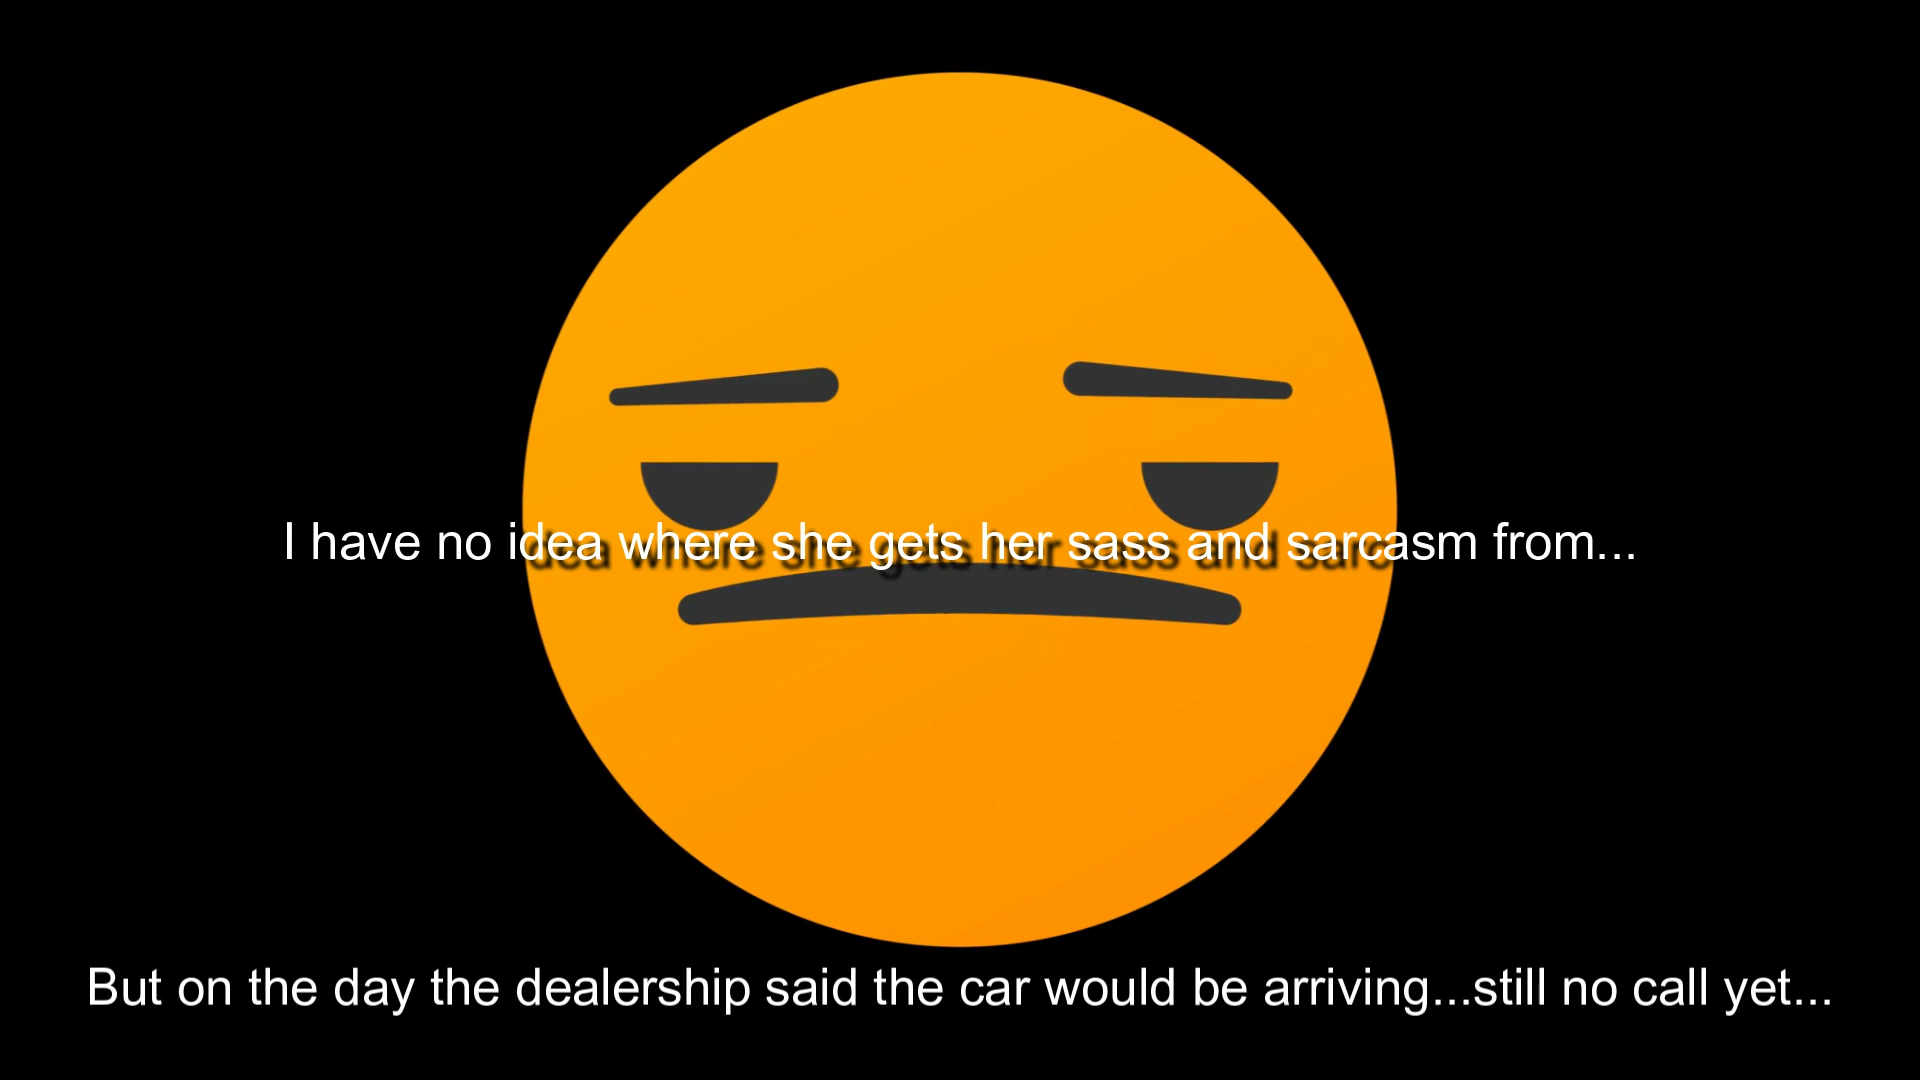 I have no idea where she gets her sass and sarcasm from...
But on the day the dealership said the car would be arriving...still no call yet...